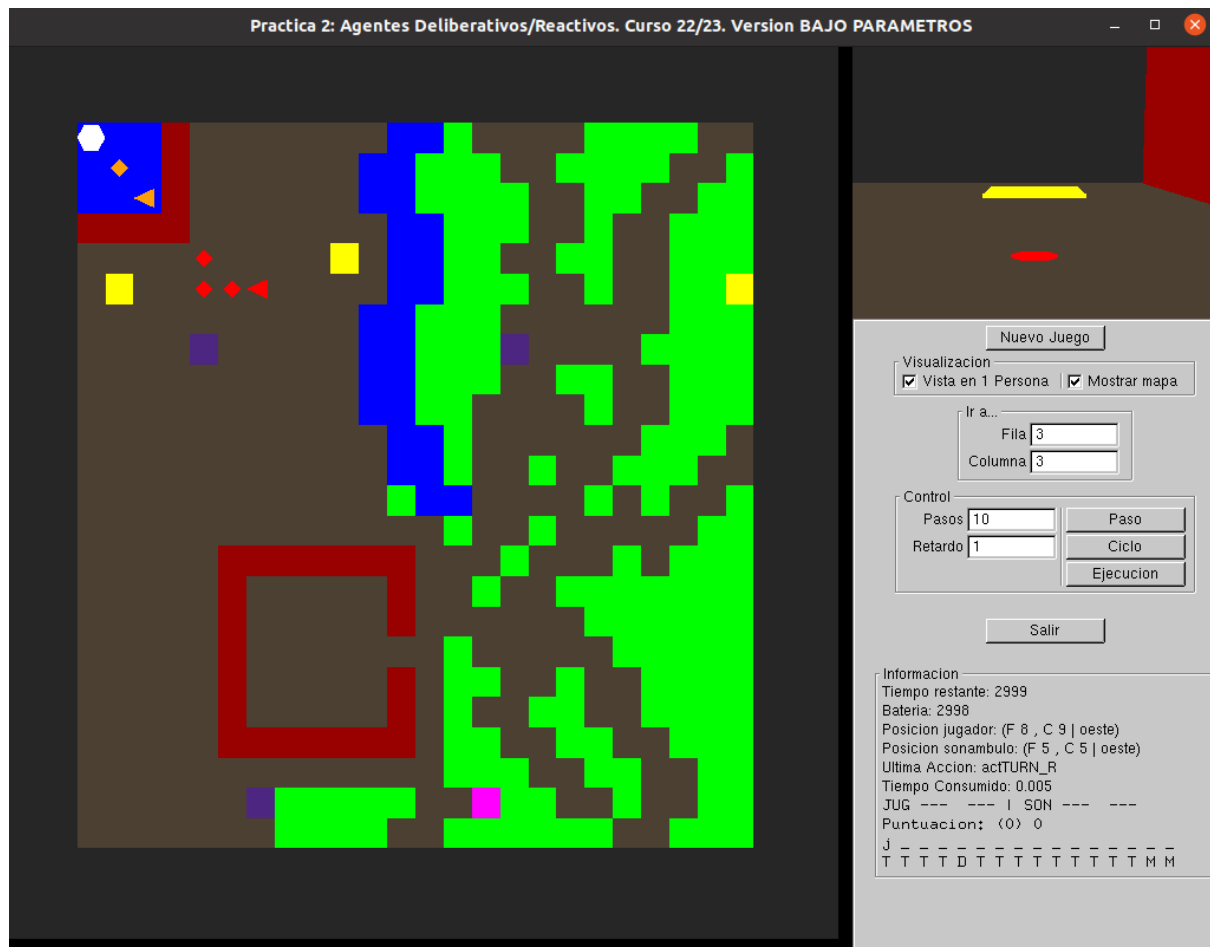 Practica 2: Agentes Deliberativos/Reactivos. Curso 22/23. Version BAJO PARAMETROS
Nuevo Juego
Visualizacion
Vista en 1 Persona
Mostrar mapa
Ir a...
Fila 3
Columna 3
Control
Pasos 10
Paso
Retardo 1
Ciclo
Ejecucion
Salir
Informacion
Tiempo restante: 2999
Bateria: 2998
Posicion jugador: (F 8 , C 9 | oeste)
Posicion sonambulo: (F 5 , C 5 | oeste)
Ultima Accion: actTURN_R
Tiempo Consumido: 0.005
JUG --- --- | SON --- ---
Puntuacion: (0) 0
j _ _ _ _ _ _ _ _ _ _ _ _ _ _ _
T T T T D T T T T T T T T T M M